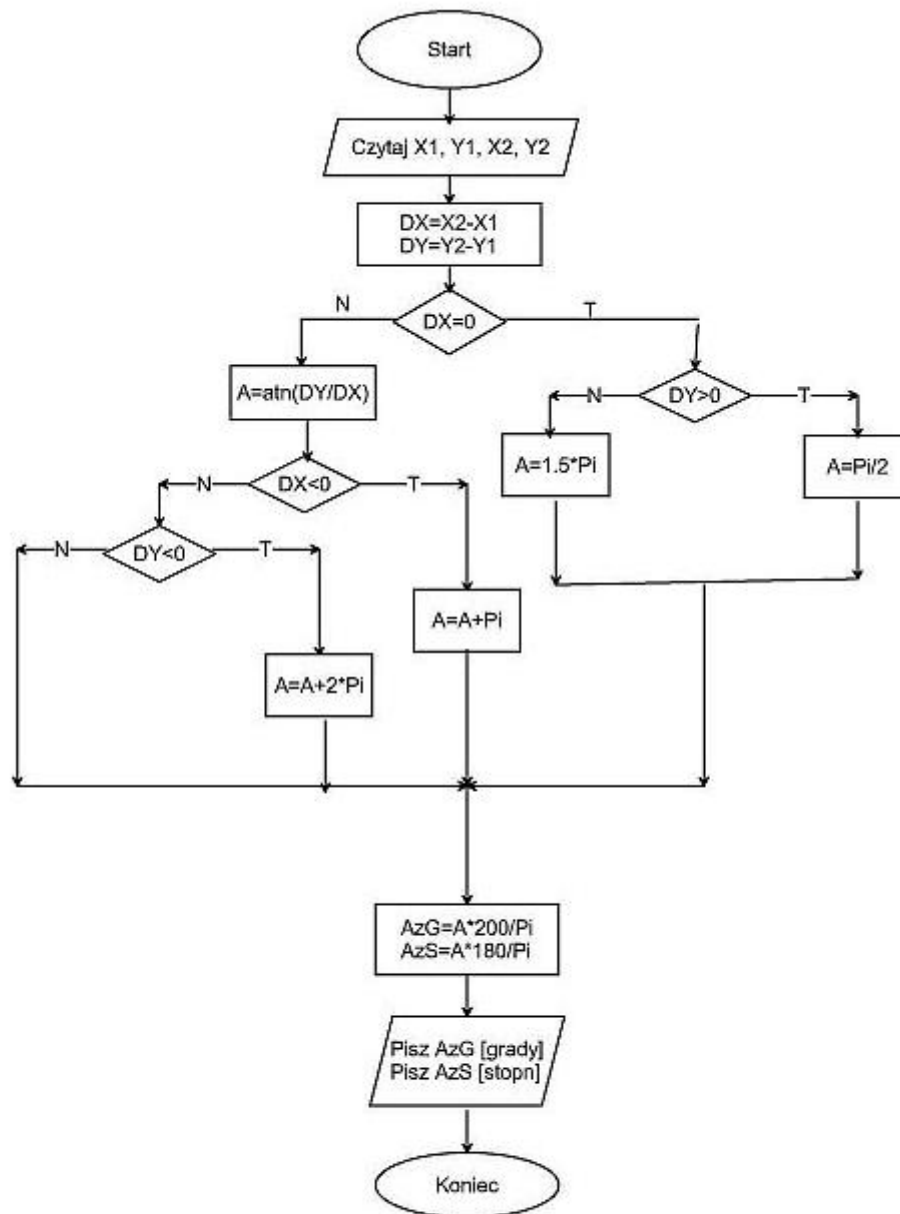 Start
Czytaj X1, Y1, X2, Y2
DX=X2-X1
DY=Y2-Y1
N
DX=0
T
A=atn(DY/DX)
N
DY>0
T
A=1.5*Pi
A=Pi/2
N
DX<0
T
N
DY<0
T
A=A+Pi
A=A+2*Pi
AzG=A*200/Pi
AzS=A*180/Pi
Pisz AzG [grady]
Pisz AzS [stopn]
Koniec